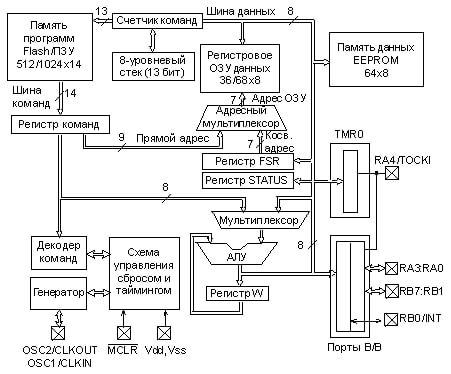 13
Счетчик команд
Шина данных
8
Память
программ
Flash/ПЗУ
512/1024x14
8-уровневый
стек (13 бит)
Регистровое
ОЗУ данных
36/68x8
Память данных
EEPROM
64x8
Шина
команд
14
7
Адрес ОЗУ
Регистр команд
Адресный
мультиплексор
9
Прямой адрес
7
Косв.
адрес
TMR0
Регистр FSR
RA4/TOCKI
Регистр STATUS
8
Мультиплексор
8
Декодер
команд
Схема
управления
сбросом и
таймингом
АЛУ
RA3:RA0
Генератор
Регистр W
RB7:RB1
RB0/INT
OSC2/CLKOUT
OSC1/CLKIN
MCLR
Vdd,Vss
Порты В/В